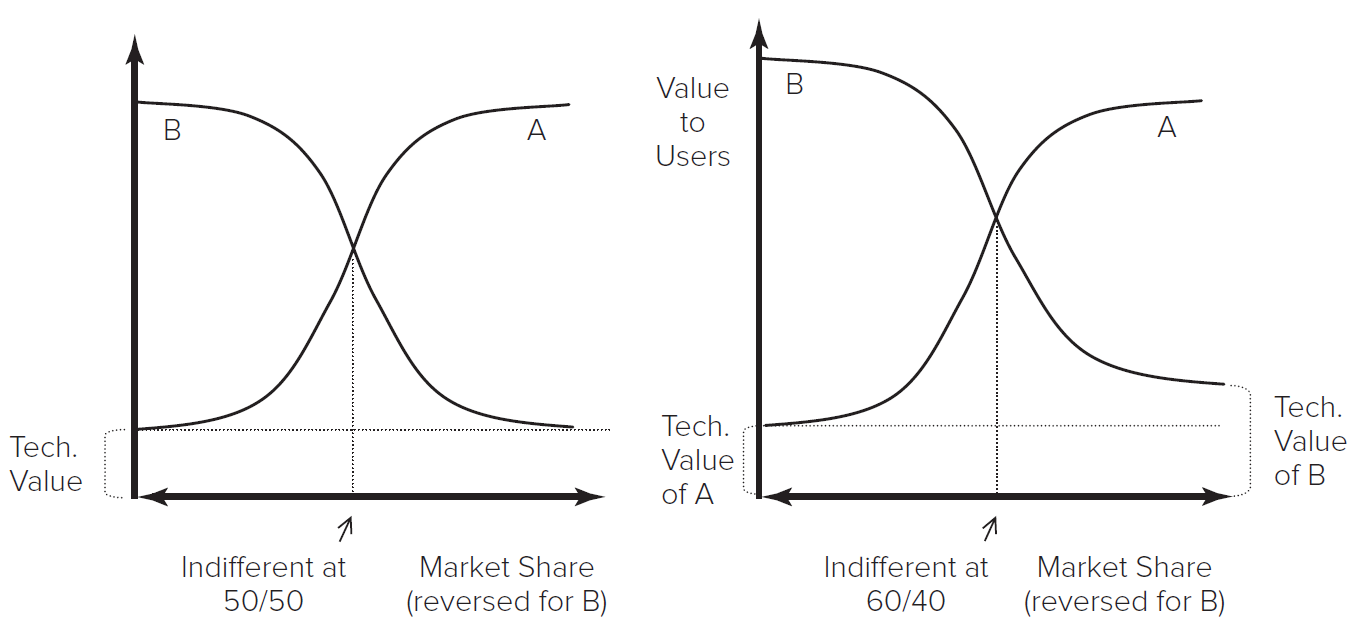 B
A
Tech.
Value
Indifferent at
50/50
Market Share
(reversed for B)
Value
to
Users
B
A
Tech.
Value
of A
Tech.
Value
of B
Indifferent at
60/40
Market Share
(reversed for B)